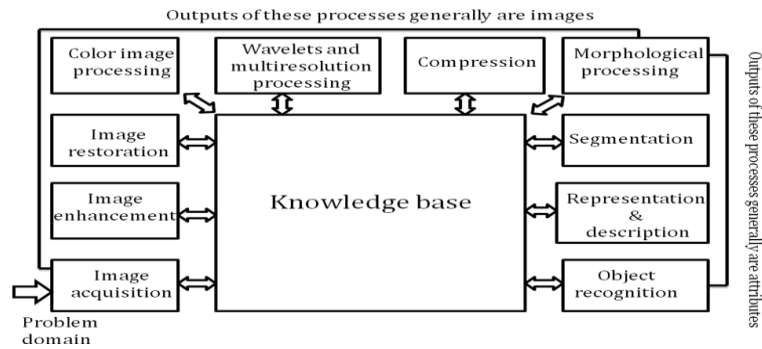 Outputs of these processes generally are images
Color image
processing
Wavelets and
multiresolution
processing
Compression
Morphological
processing
Image
restoration
Segmentation
Image
enhancement
Knowledge base
Representation
&
description
Image
acquisition
Object
recognition
Problem
domain
Outputs of these processes generally are attributes